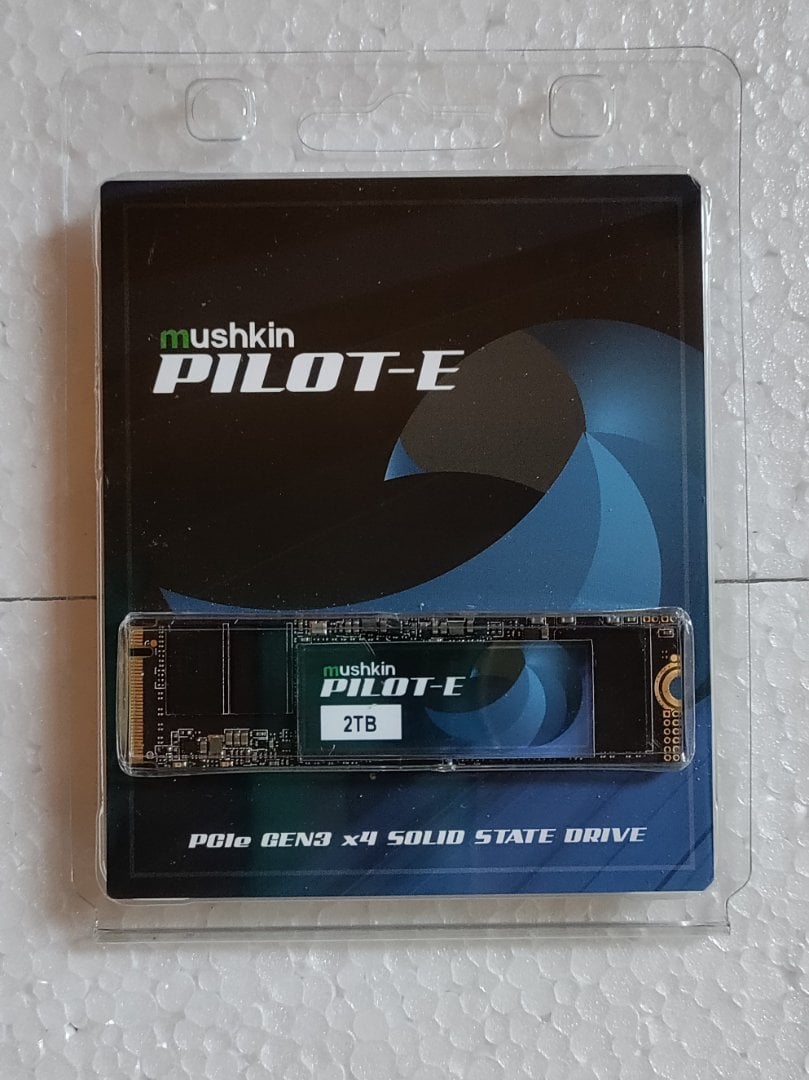 mushkin
PILOT-E
mushkin
PILOT-E
2TB
PCIe GEN3 x4 SOLID STATE DRIVE